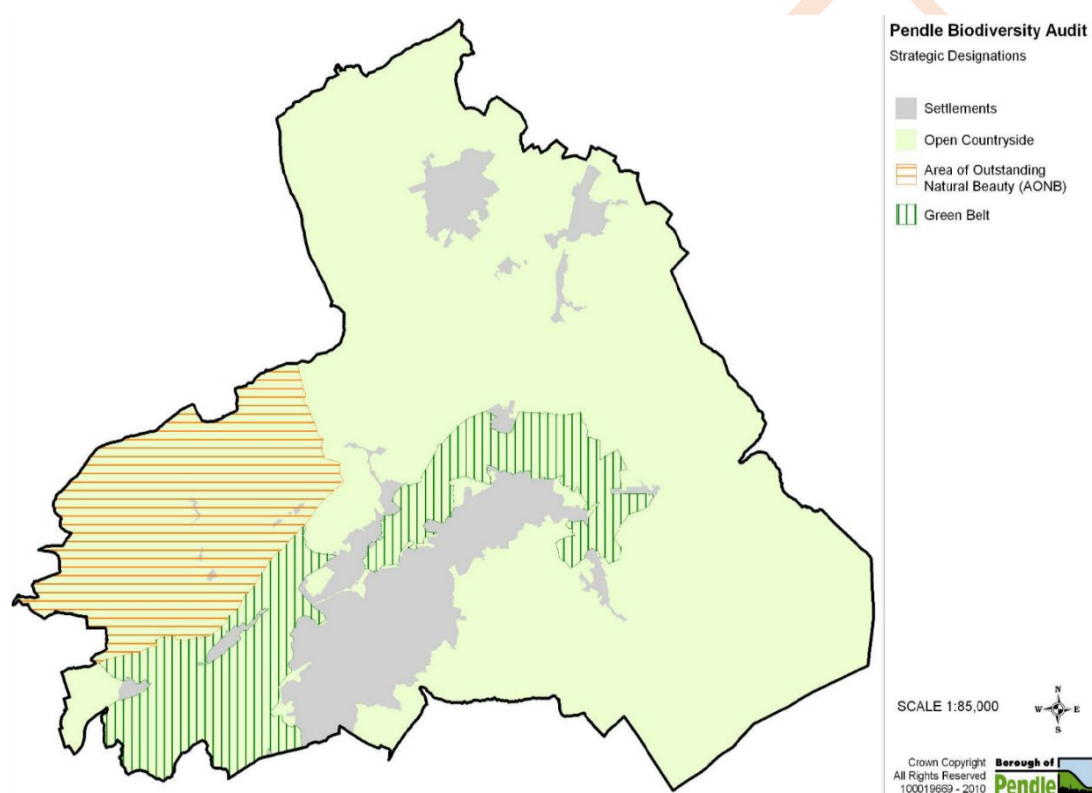 Pendle Biodiversity Audit
Strategic Designations
Settlements
Open Countryside
Area of Outstanding
Natural Beauty (AONB)
Green Belt
SCALE 1:85,000
N
W E
S
Crown Copyright
All Rights Reserved
100019669 - 2010
Borough of
Pendle